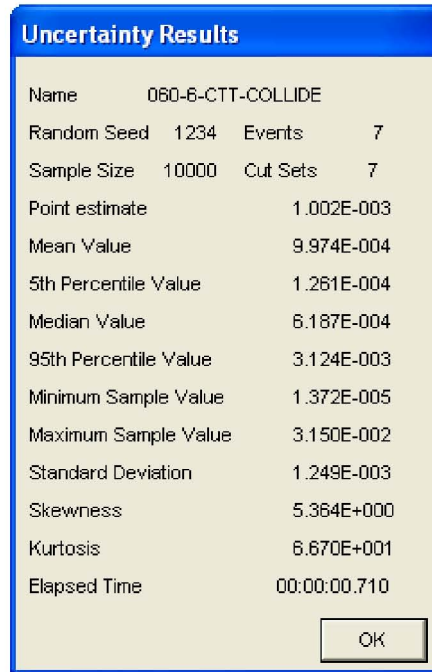 Uncertainty Results
Name 060-6-CTT-COLLIDE
Random Seed 1234 Events 7
Sample Size 10000 Cut Sets 7
Point estimate 1.002E-003
Mean Value 9.974E-004
5th Percentile Value 1.261E-004
Median Value 6.187E-004
95th Percentile Value 3.124E-003
Minimum Sample Value 1.372E-005
Maximum Sample Value 3.150E-002
Standard Deviation 1.249E-003
Skewness 5.364E+000
Kurtosis 6.670E+001
Elapsed Time 00:00:00.710
OK